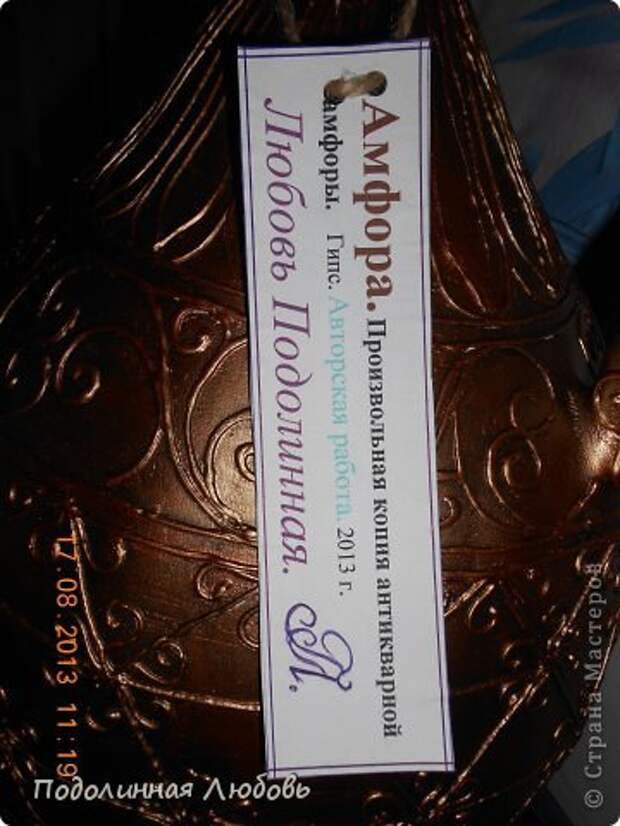 Амфора. Произвольная копия антикварной
амфоры. Гипс. Авторская работа. 2013 г.
Любовь Подолинная.
17.08.2013 11:19
Подолинная Любовь
© Страна Мастеров